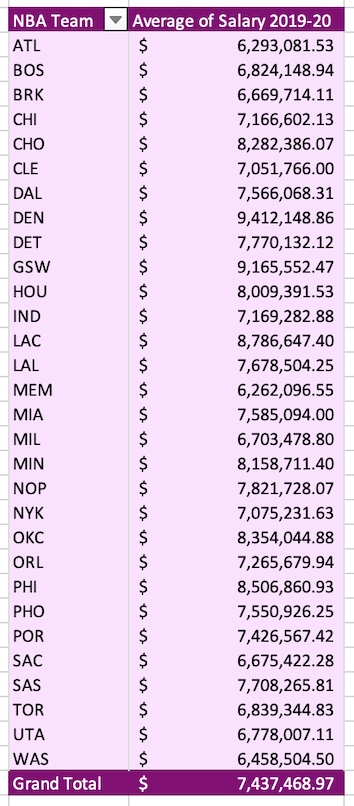 NBA Team Average of Salary 2019-20
ATL $ 6,293,081.53
BOS $ 6,824,148.94
BRK $ 6,669,714.11
CHI $ 7,166,602.13
CHO $ 8,282,386.07
CLE $ 7,051,766.00
DAL $ 7,566,068.31
DEN $ 9,412,148.86
DET $ 7,770,132.12
GSW $ 9,165,552.47
HOU $ 8,009,391.53
IND $ 7,169,282.88
LAC $ 8,786,647.40
LAL $ 7,678,504.25
MEM $ 6,262,096.55
MIA $ 7,585,094.00
MIL $ 6,703,478.80
MIN $ 8,158,711.40
NOP $ 7,821,728.07
NYK $ 7,075,231.63
OKC $ 8,354,044.88
ORL $ 7,265,679.94
PHI $ 8,506,860.93
PHO $ 7,550,926.25
POR $ 7,426,567.42
SAC $ 6,675,422.28
SAS $ 7,708,265.81
TOR $ 6,839,344.83
UTA $ 6,778,007.11
WAS $ 6,458,504.50
Grand Total $ 7,437,468.97